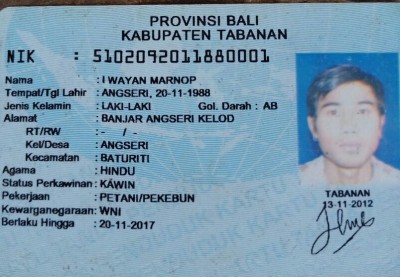 PROVINSI BALI
KABUPATEN TABANAN
NIK : 5102092011880001
Nama : I WAYAN MARNOP
Tempat/Tgl Lahir : ANGSERI, 20-11-1988
Jenis Kelamin : LAKI-LAKI Gol. Darah : AB
Alamat : BANJAR ANGSERI KELOD
RT/RW : - / -
Kel/Desa : ANGSERI
Kecamatan : BATURITI
Agama : HINDU
Status Perkawinan: KAWIN
Pekerjaan : PETANI/PEKEBUN
Kewarganegaraan: WNI
Berlaku Hingga : 20-11-2017
TABANAN
13-11-2012